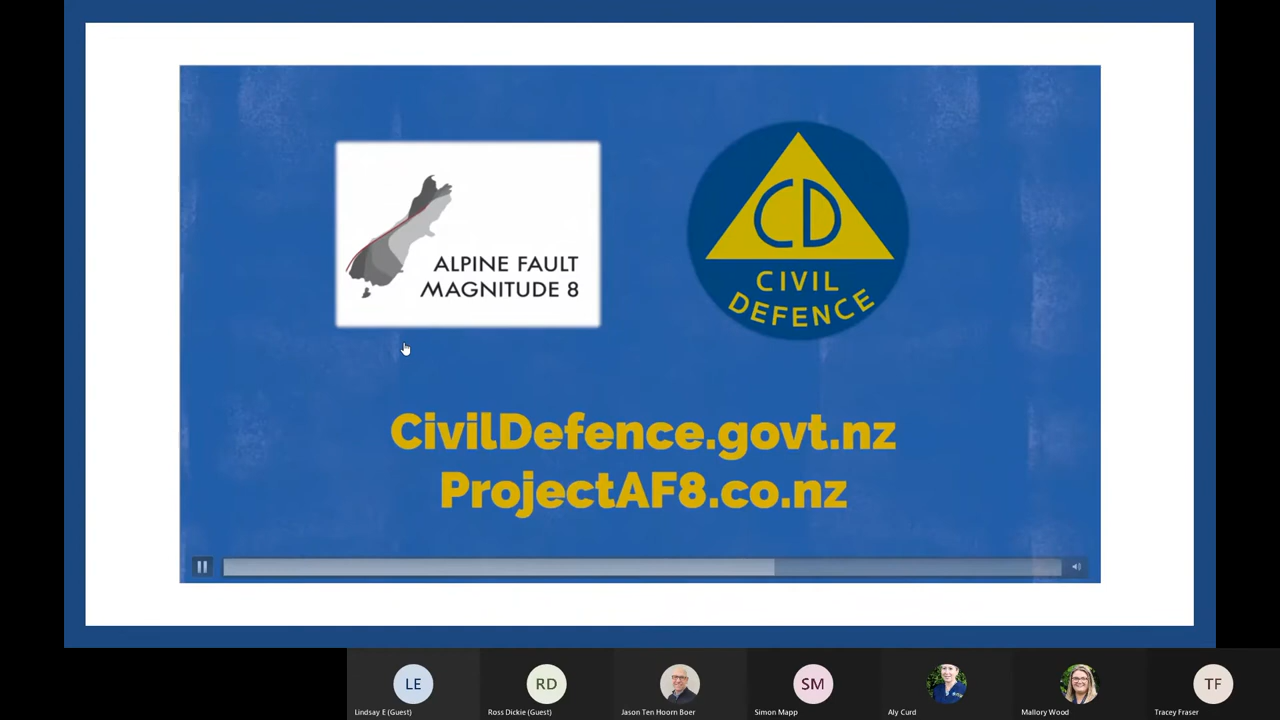 ALPINE FAULT
MAGNITUDE 8
CD
CIVIL
DEFENCE
CivilDefence.govt.nz
ProjectAF8.co.nz
LE
RD
SM
TF
Lindsay E (Guest)
Ross Dickie (Guest)
Jason Ten Hoorn Boer
Simon Mapp
Aly Curd
Mallory Wood
Tracey Fraser